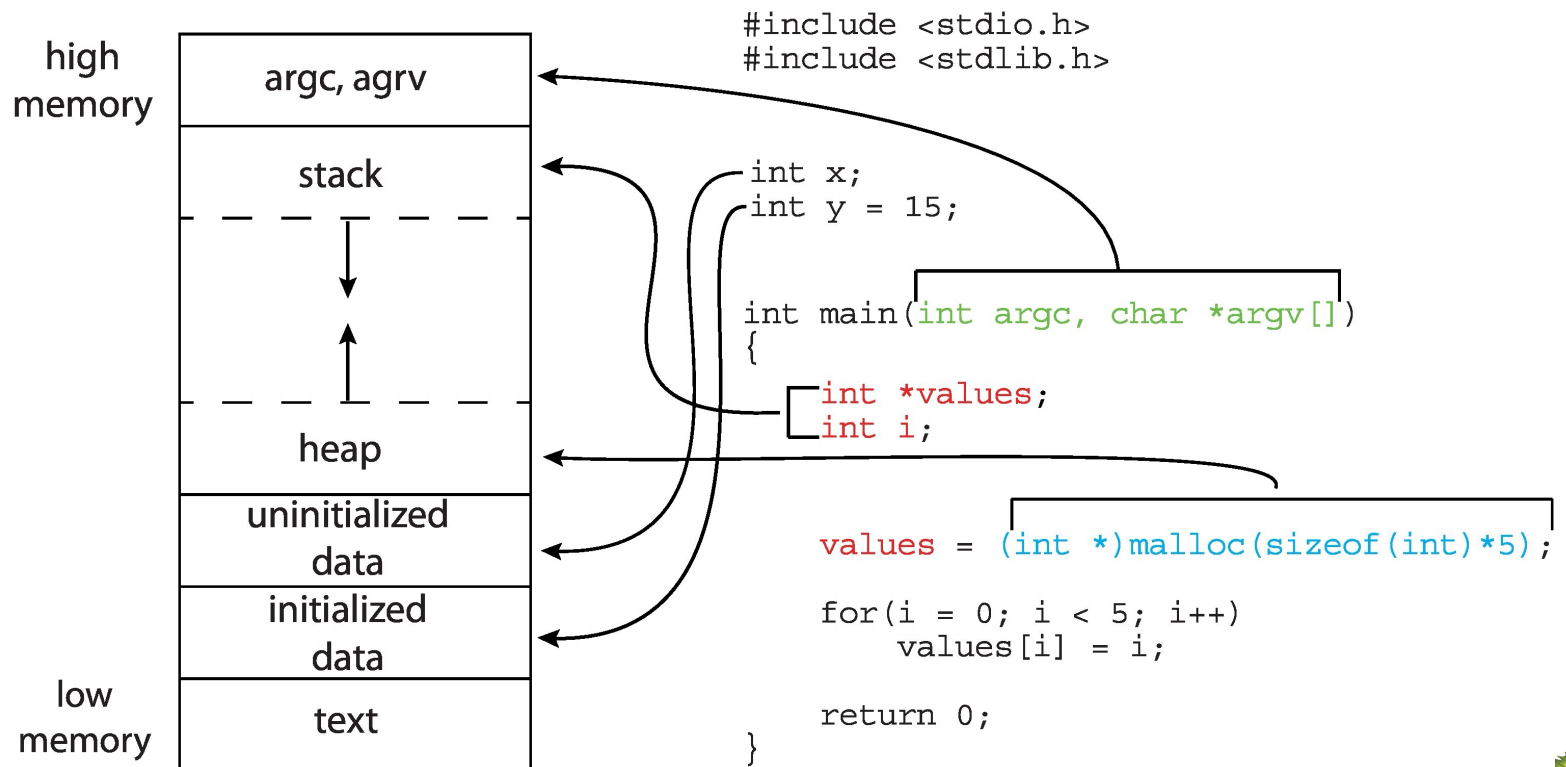 high
memory
argc, agrv
stack
heap
uninitialized
data
initialized
data
low
memory
text
#include <stdio.h>
#include <stdlib.h>
int x;
int y = 15;
int main(int argc, char *argv[])
{
int *values;
int i;
values = (int *)malloc(sizeof(int)*5);
for(i = 0; i < 5; i++)
values[i] = i;
return 0;
}